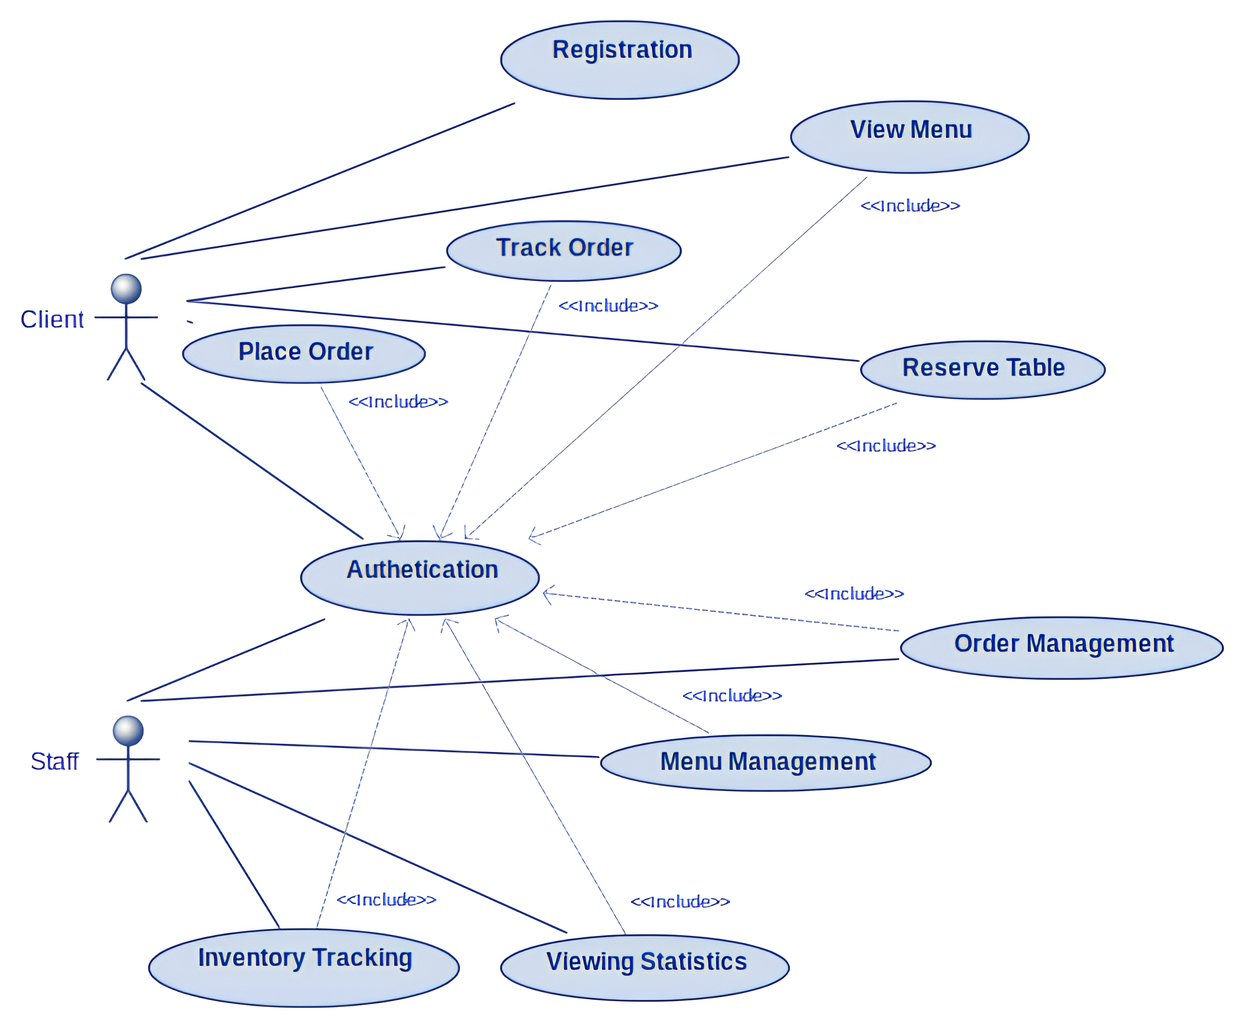 Registration
View Menu
<<Include>>
Track Order
<<Include>>
Client
Place Order
<<Include>>
Reserve Table
<<Include>>
Authetication
<<Include>>
Order Management
<<Include>>
Staff
Menu Management
<<Include>>
<<Include>>
Inventory Tracking
Viewing Statistics